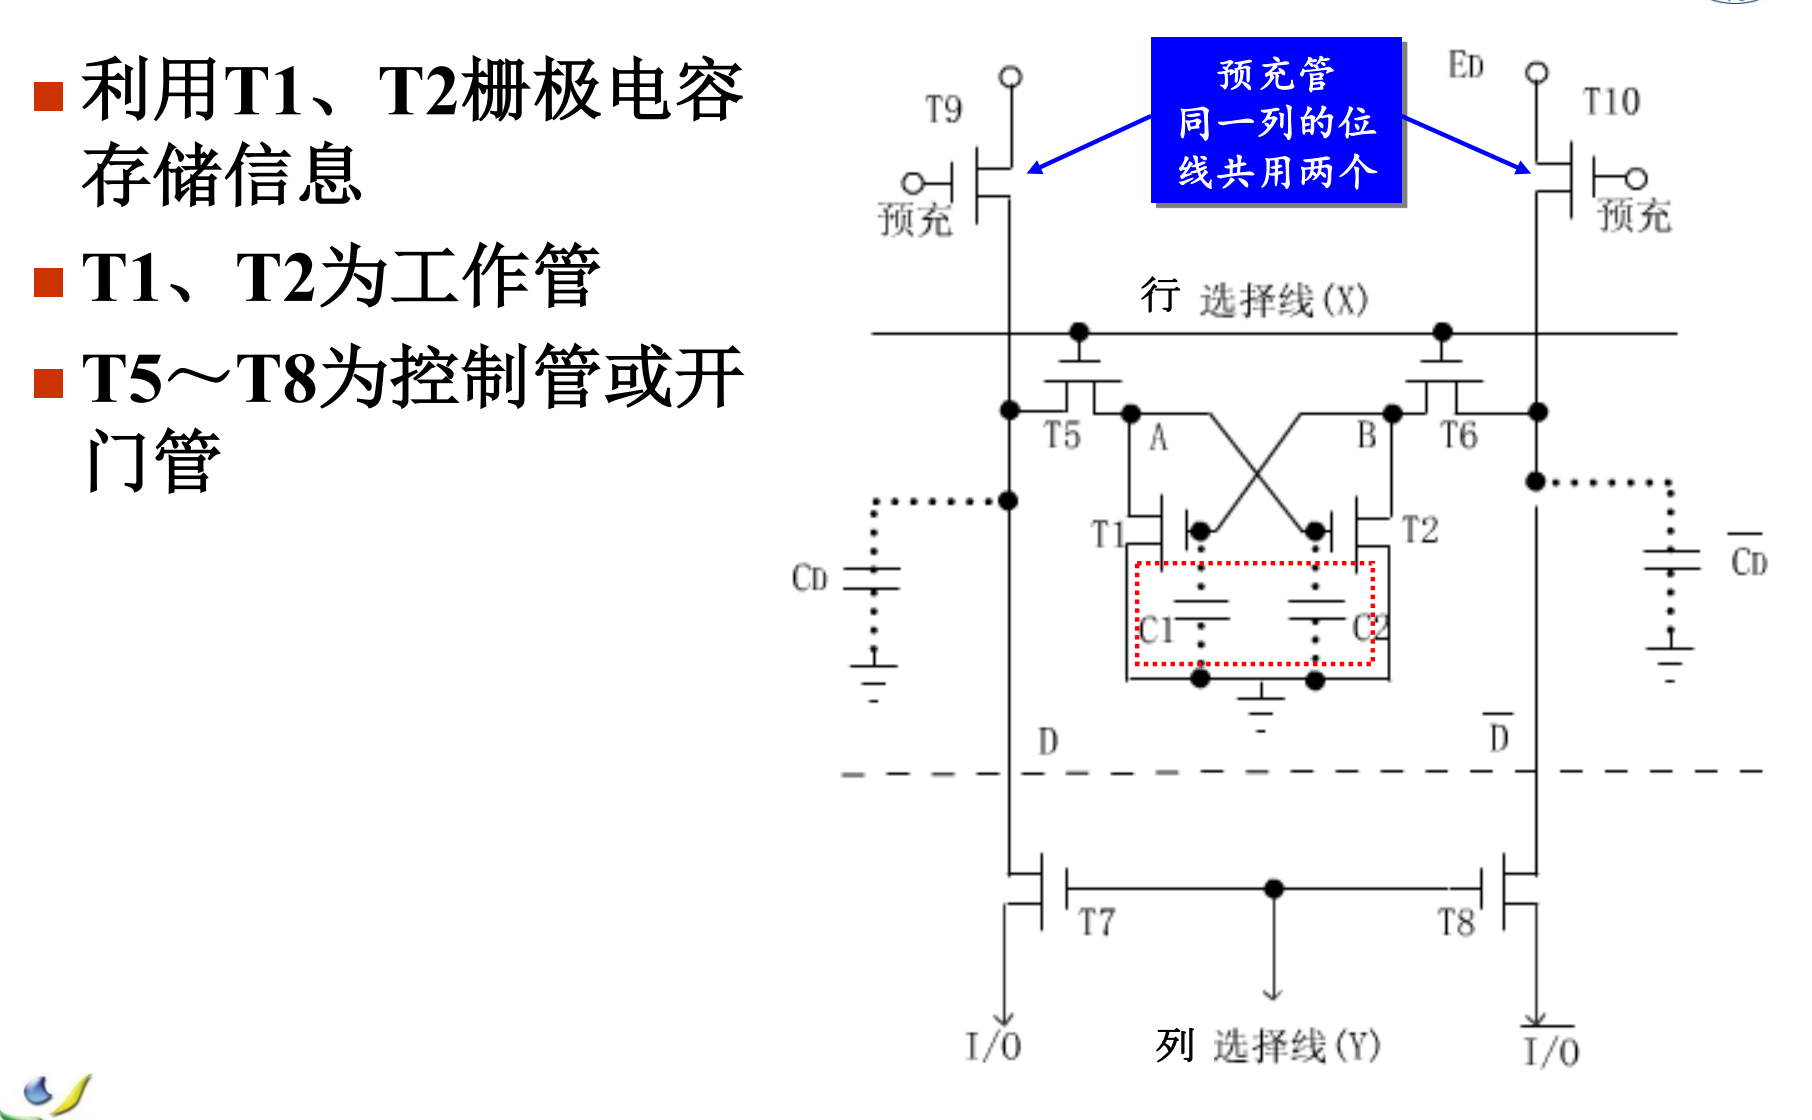 利用T1、T2栅极电容
存储信息
T1、T2为工作管
T5～T8为控制管或开
门管
预充管
同一列的位
线共用两个
T9
ED
T10
预充
预充
行 选择线(X)
T5
A
B
T6
T1
T2
CD
C1
C2
C̅D̅
D
D̅
T7
T8
I/O
列 选择线(Y)
I̅/̅O̅